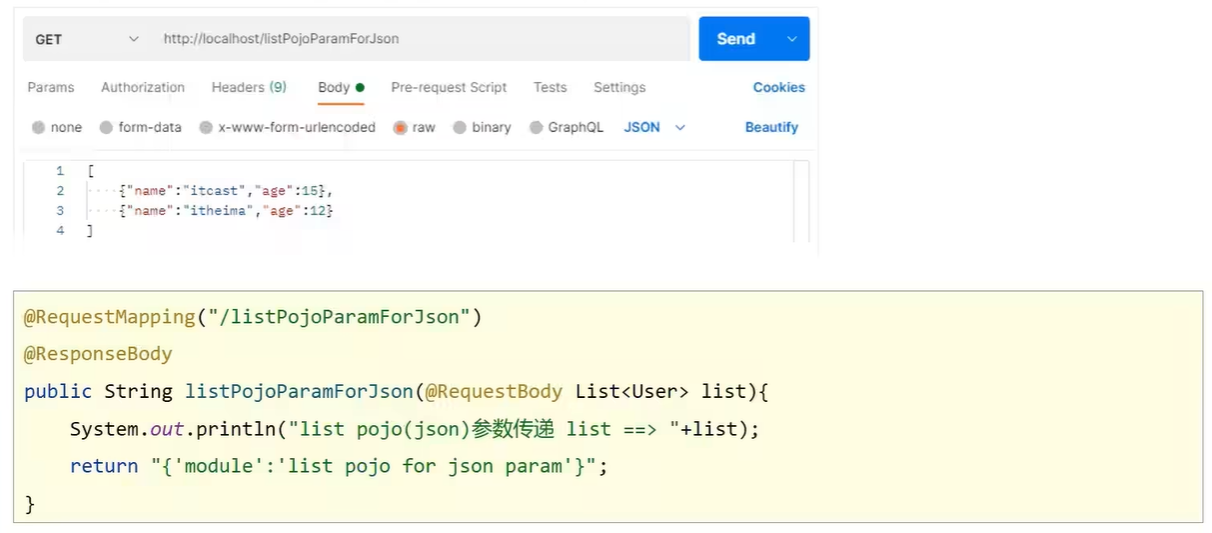 GET http://localhost/listPojoParamForJson Send
Params Authorization Headers (9) Body Pre-request Script Tests Settings Cookies
none form-data x-www-form-urlencoded raw binary GraphQL JSON Beautify
1 [
2 ····{"name":"itcast","age":15},
3 ····{"name":"itheima","age":12}
4 ]
@RequestMapping("/listPojoParamForJson")
@ResponseBody
public String listPojoParamForJson(@RequestBody List<User> list){
    System.out.println("list pojo(json)参数传递 list ==> "+list);
    return "{'module':'list pojo for json param'}";
}